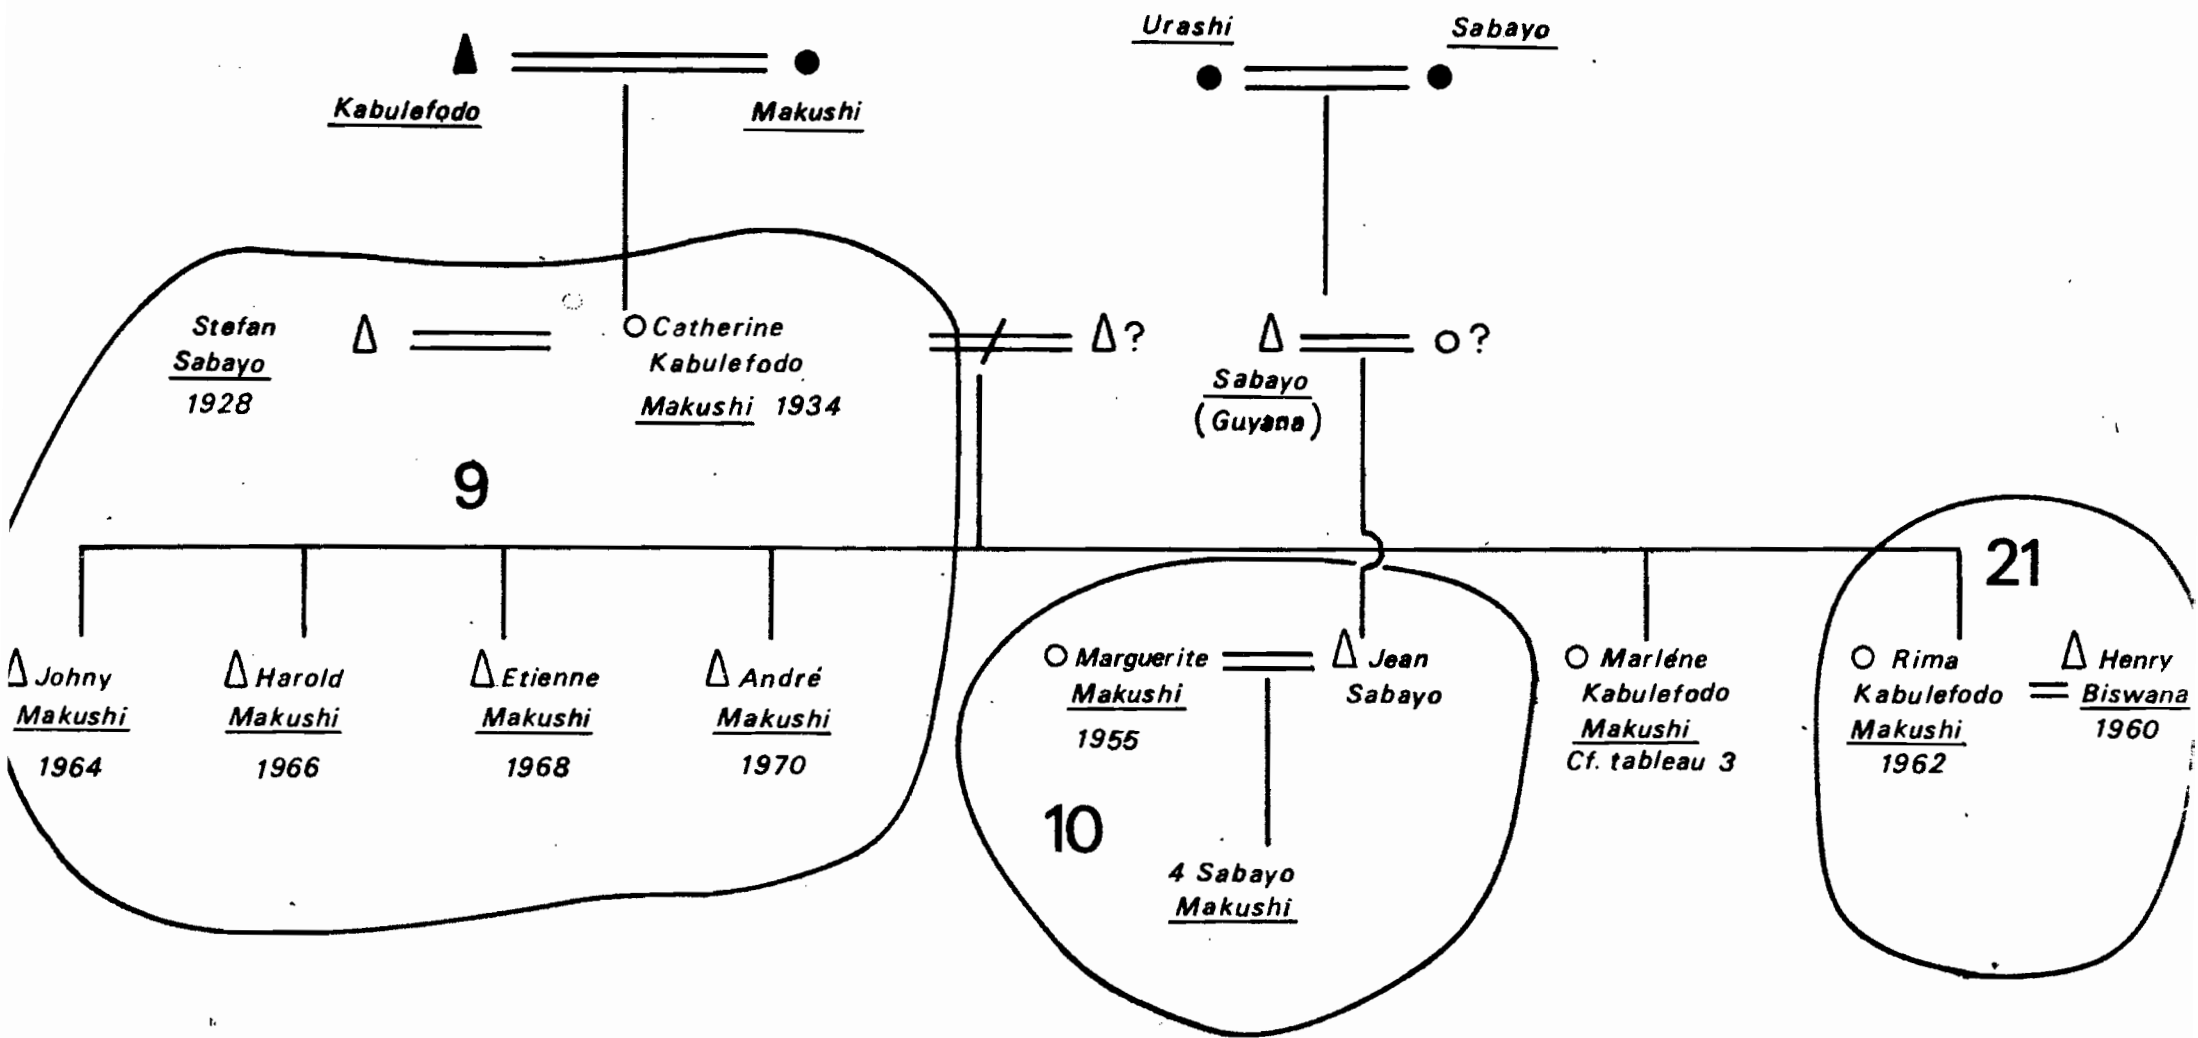 Urashi
Sabayo
Kabulefodo
Makushi
Stefan
Sabayo
1928
Catherine
Kabulefodo
Makushi 1934
?
Sabayo
(Guyana)
?
9
Johny
Makushi
1964
Harold
Makushi
1966
Etienne
Makushi
1968
André
Makushi
1970
Marguerite
Makushi
1955
Jean
Sabayo
10
4 Sabayo
Makushi
Marléne
Kabulefodo
Makushi
Cf. tableau 3
21
Rima
Kabulefodo
Makushi
1962
Henry
Biswana
1960